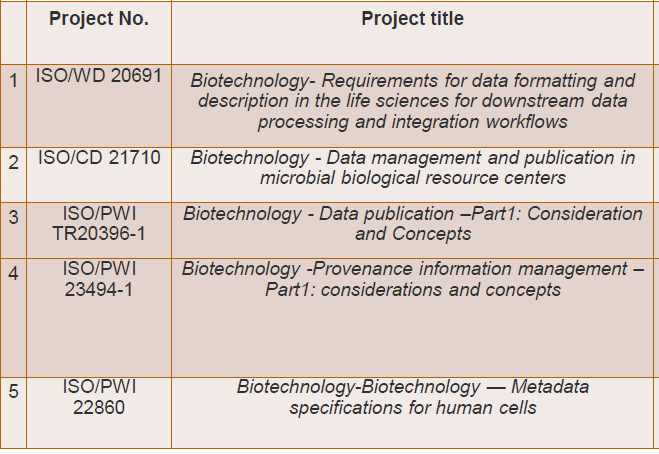 Project No. Project title
1 ISO/WD 20691 Biotechnology- Requirements for data formatting and
description in the life sciences for downstream data
processing and integration workflows
2 ISO/CD 21710 Biotechnology - Data management and publication in
microbial biological resource centers
3 ISO/PWI Biotechnology - Data publication –Part1: Consideration
TR20396-1 and Concepts
4 ISO/PWI Biotechnology -Provenance information management –
23494-1 Part1: considerations and concepts
5 ISO/PWI Biotechnology-Biotechnology — Metadata
22860 specifications for human cells